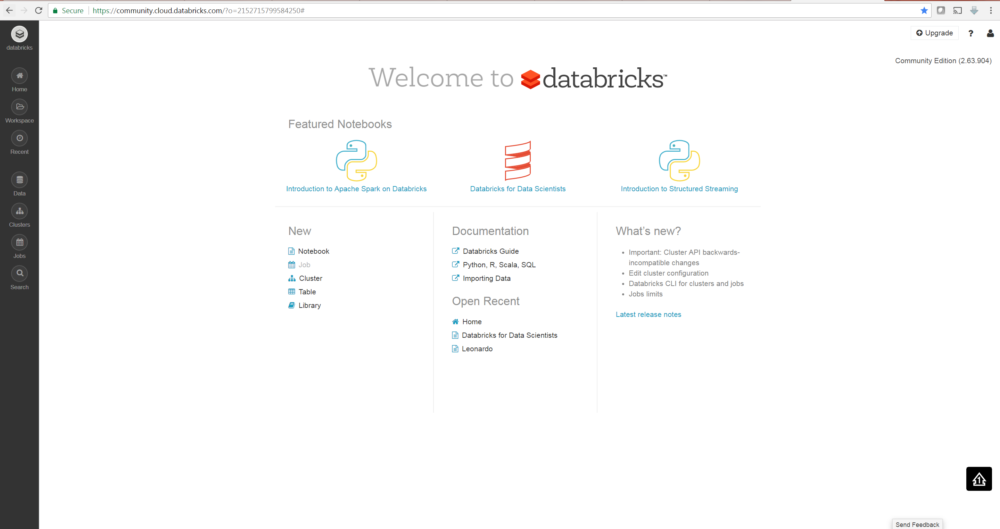 Secure https://community.cloud.databricks.com/?o=2152715799584250#
databricks
Home
Workspace
Recent
Data
Clusters
Jobs
Search
Upgrade ?
Community Edition (2.63.904)
Welcome to databricks™
Featured Notebooks
Introduction to Apache Spark on Databricks
Databricks for Data Scientists
Introduction to Structured Streaming
New
Notebook
Job
Cluster
Table
Library
Documentation
Databricks Guide
Python, R, Scala, SQL
Importing Data
Open Recent
Home
Databricks for Data Scientists
Leonardo
What’s new?
• Important: Cluster API backwards-
incompatible changes
• Edit cluster configuration
• Databricks CLI for clusters and jobs
• Jobs limits
Latest release notes
1
Send Feedback